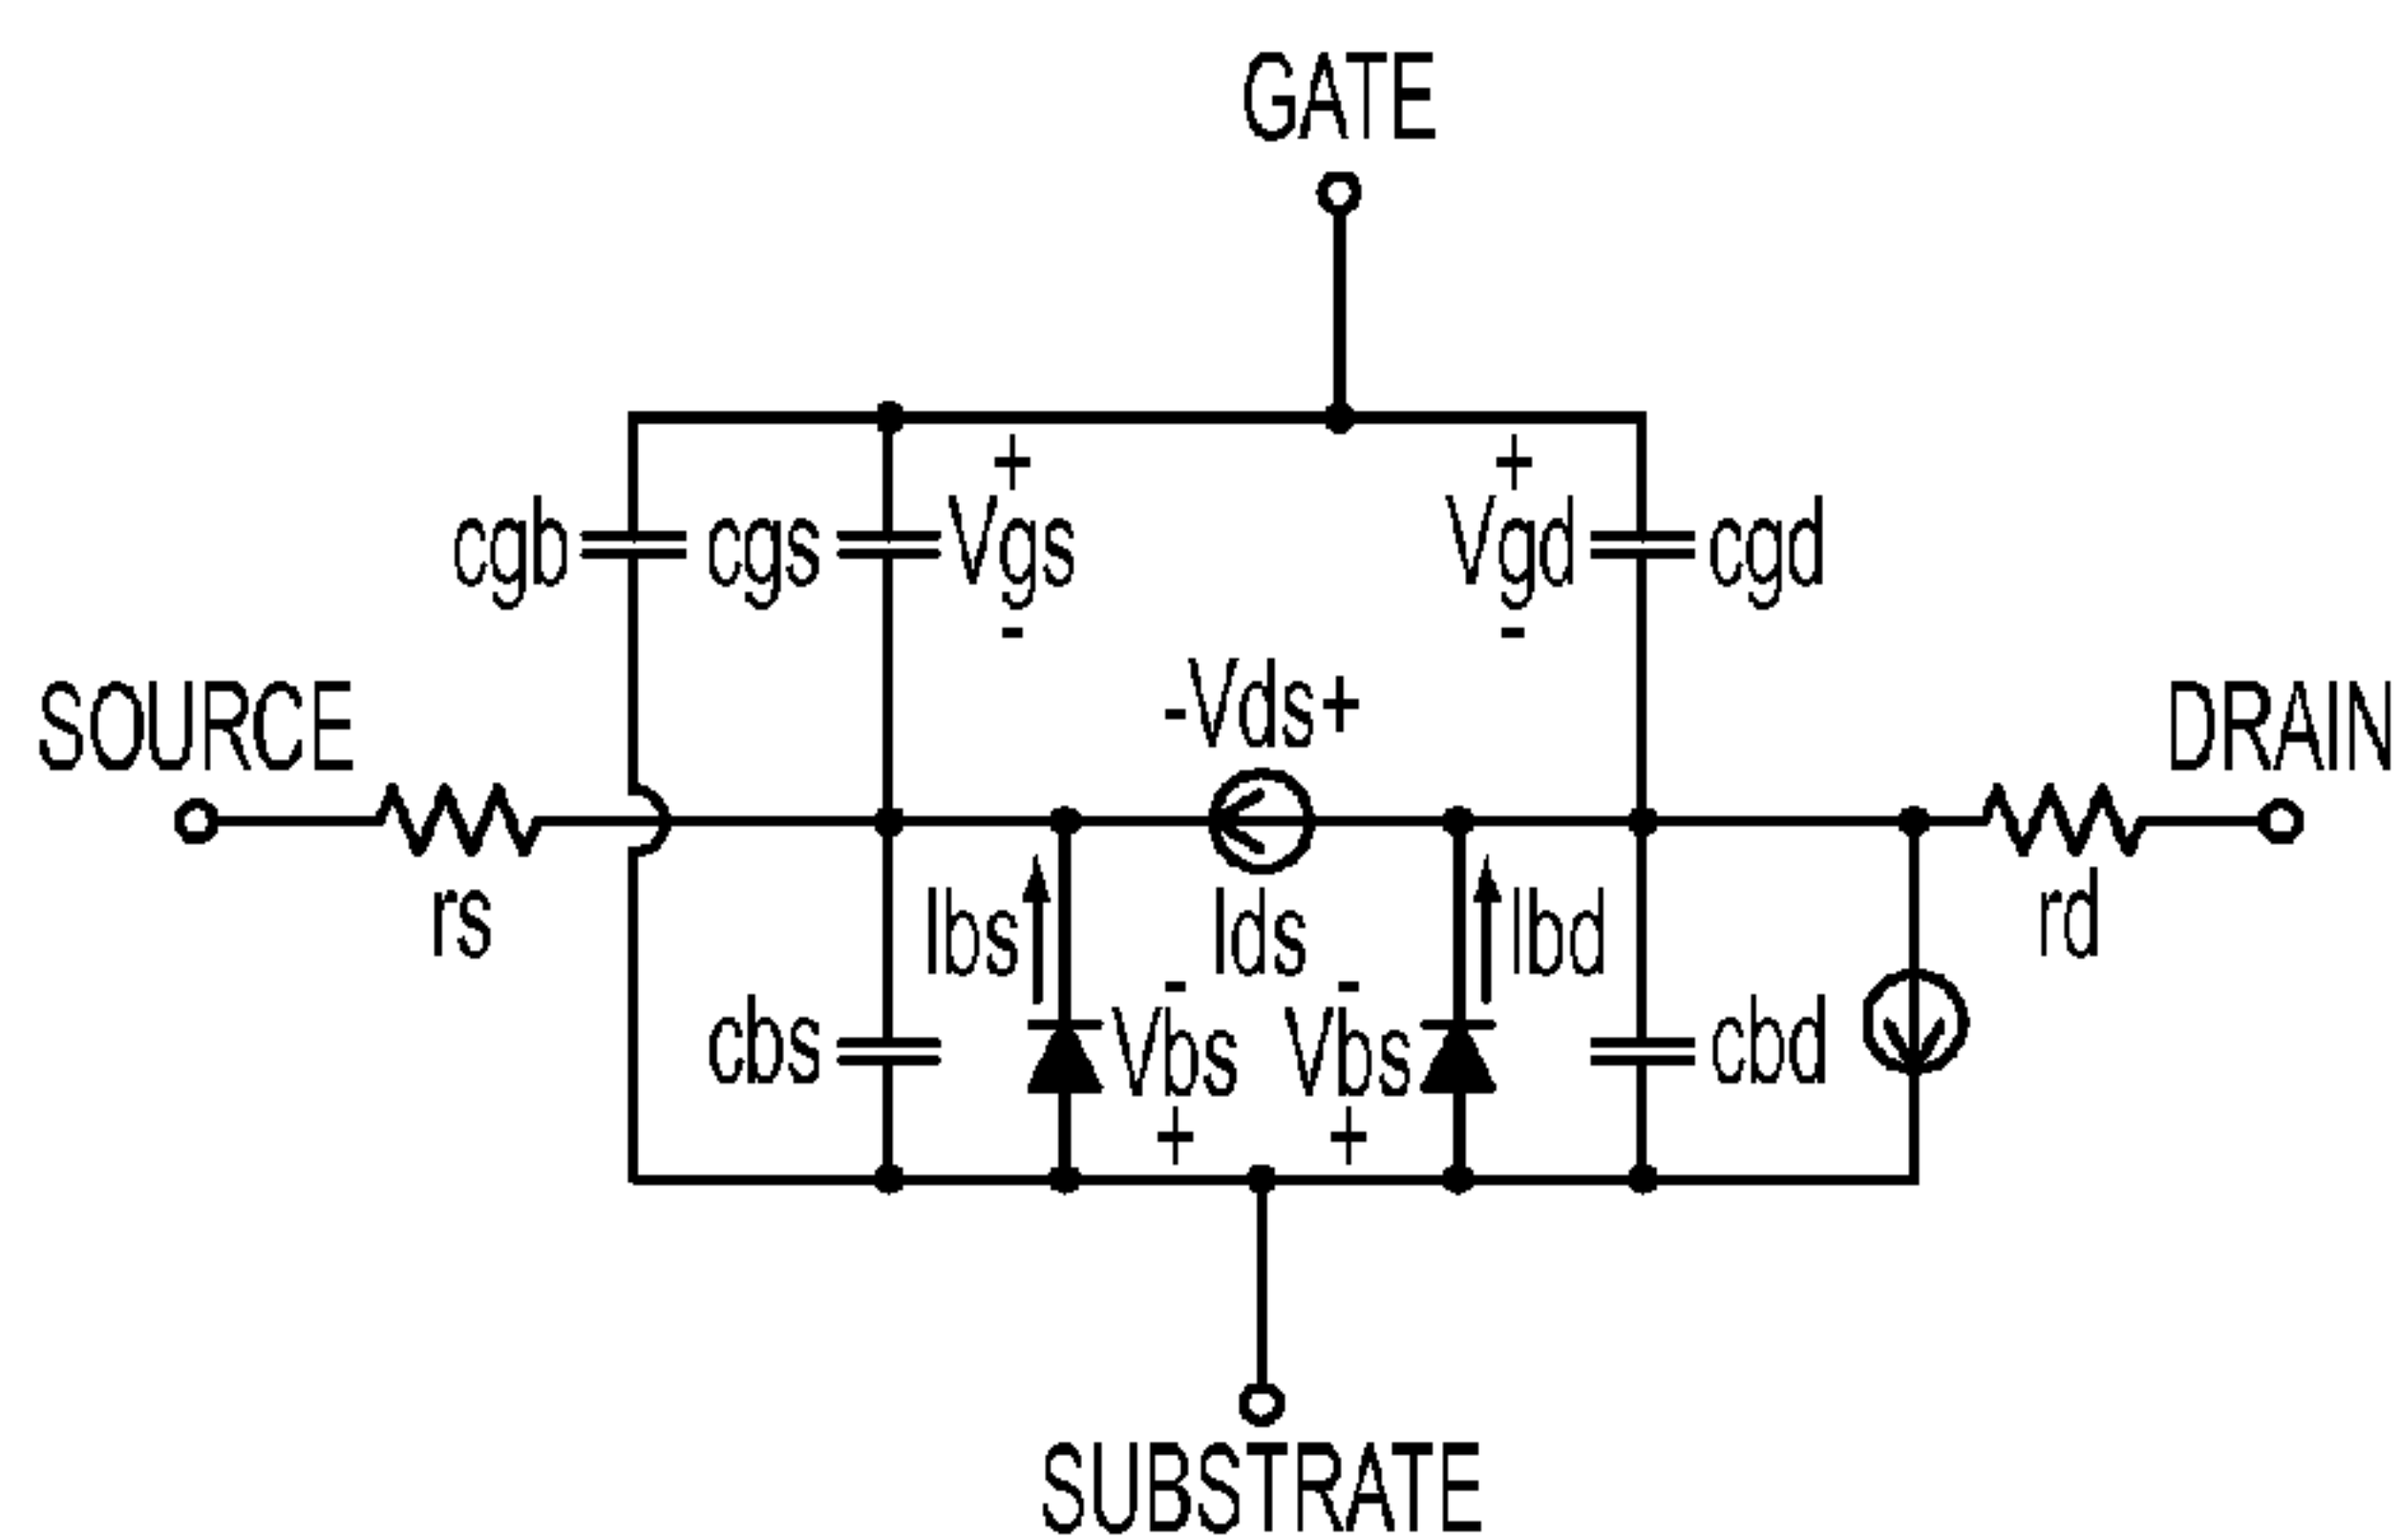 GATE
+ +
cgb cgs Vgs Vgd cgd
- -
-Vds+
SOURCE DRAIN
rs Ibs Ids Ibd rd
- -
cbs Vbs Vbs cbd
+ +
SUBSTRATE